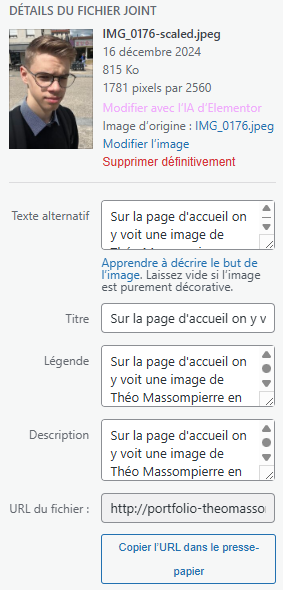 DÉTAILS DU FICHIER JOINT
IMG_0176-scaled.jpeg
16 décembre 2024
815 Ko
1781 pixels par 2560
Modifier avec l’IA d’Elementor
Image d’origine : IMG_0176.jpeg
Modifier l’image
Supprimer définitivement
Texte alternatif
Sur la page d'accueil on
y voit une image de
Théo Massompierre en
Apprendre à décrire le but de
l’image. Laissez vide si l’image
est purement décorative.
Titre
Sur la page d'accueil on y v
Légende
Sur la page d'accueil on
y voit une image de
Théo Massompierre en
Description
Sur la page d'accueil on
y voit une image de
Théo Massompierre en
URL du fichier :
http://portfolio-theomasso
Copier l’URL dans le presse-
papier